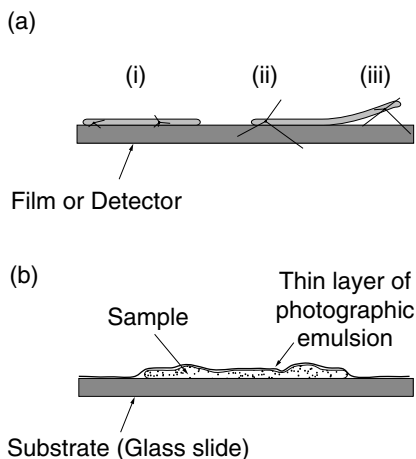 (a)
(i) (ii) (iii)
Film or Detector
(b)
Thin layer of
photographic
emulsion
Sample
Substrate (Glass slide)